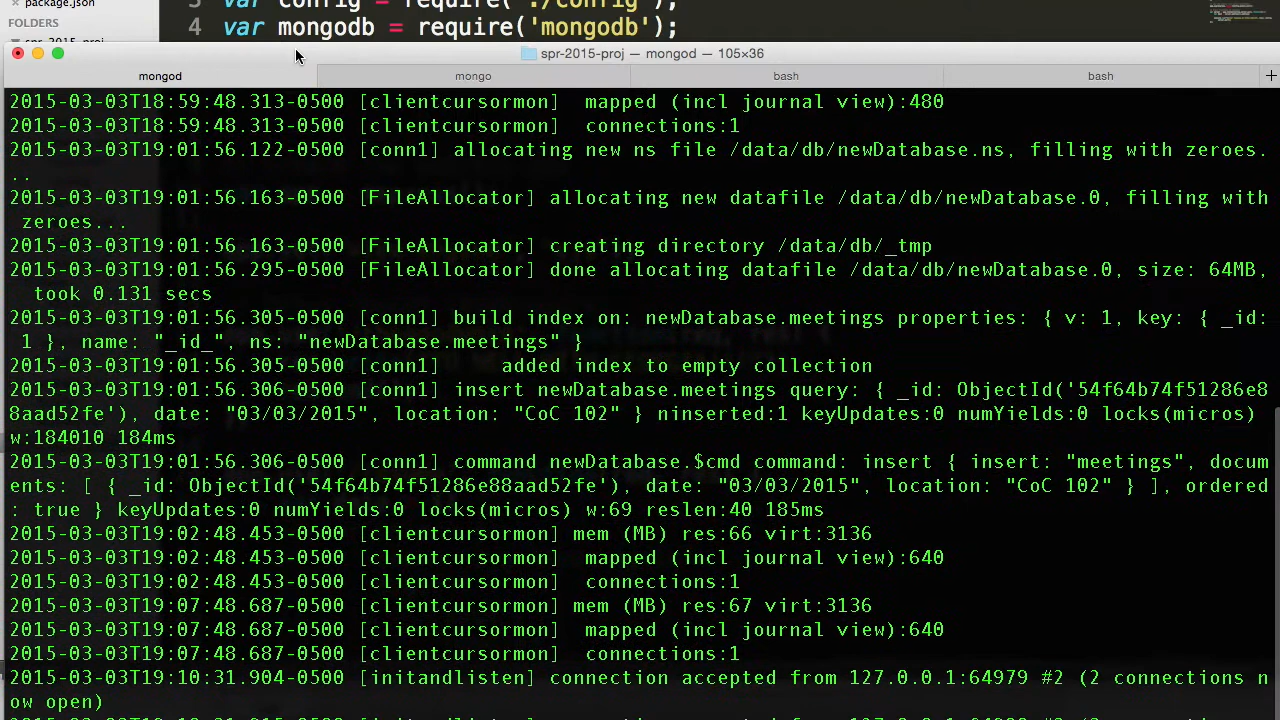 package.json
3 var config = require('./config');
FOLDERS
4 var mongodb = require('mongodb');
spr-2015-proj
spr-2015-proj — mongod — 105×36
mongod mongo bash bash +
2015-03-03T18:59:48.313-0500 [clientcursormon]  mapped (incl journal view):480
2015-03-03T18:59:48.313-0500 [clientcursormon]  connections:1
2015-03-03T19:01:56.122-0500 [conn1] allocating new ns file /data/db/newDatabase.ns, filling with zeroes.
..
2015-03-03T19:01:56.163-0500 [FileAllocator] allocating new datafile /data/db/newDatabase.0, filling with
 zeroes...
2015-03-03T19:01:56.163-0500 [FileAllocator] creating directory /data/db/_tmp
2015-03-03T19:01:56.295-0500 [FileAllocator] done allocating datafile /data/db/newDatabase.0, size: 64MB,
  took 0.131 secs
2015-03-03T19:01:56.305-0500 [conn1] build index on: newDatabase.meetings properties: { v: 1, key: { _id:
 1 }, name: "_id_", ns: "newDatabase.meetings" }
2015-03-03T19:01:56.305-0500 [conn1]     added index to empty collection
2015-03-03T19:01:56.306-0500 [conn1] insert newDatabase.meetings query: { _id: ObjectId('54f64b74f51286e8
8aad52fe'), date: "03/03/2015", location: "CoC 102" } ninserted:1 keyUpdates:0 numYields:0 locks(micros)
w:184010 184ms
2015-03-03T19:01:56.306-0500 [conn1] command newDatabase.$cmd command: insert { insert: "meetings", docum
ents: [ { _id: ObjectId('54f64b74f51286e88aad52fe'), date: "03/03/2015", location: "CoC 102" } ], ordered
: true } keyUpdates:0 numYields:0 locks(micros) w:69 reslen:40 185ms
2015-03-03T19:02:48.453-0500 [clientcursormon] mem (MB) res:66 virt:3136
2015-03-03T19:02:48.453-0500 [clientcursormon]  mapped (incl journal view):640
2015-03-03T19:02:48.453-0500 [clientcursormon]  connections:1
2015-03-03T19:07:48.687-0500 [clientcursormon] mem (MB) res:67 virt:3136
2015-03-03T19:07:48.687-0500 [clientcursormon]  mapped (incl journal view):640
2015-03-03T19:07:48.687-0500 [clientcursormon]  connections:1
2015-03-03T19:10:31.904-0500 [initandlisten] connection accepted from 127.0.0.1:64979 #2 (2 connections n
ow open)